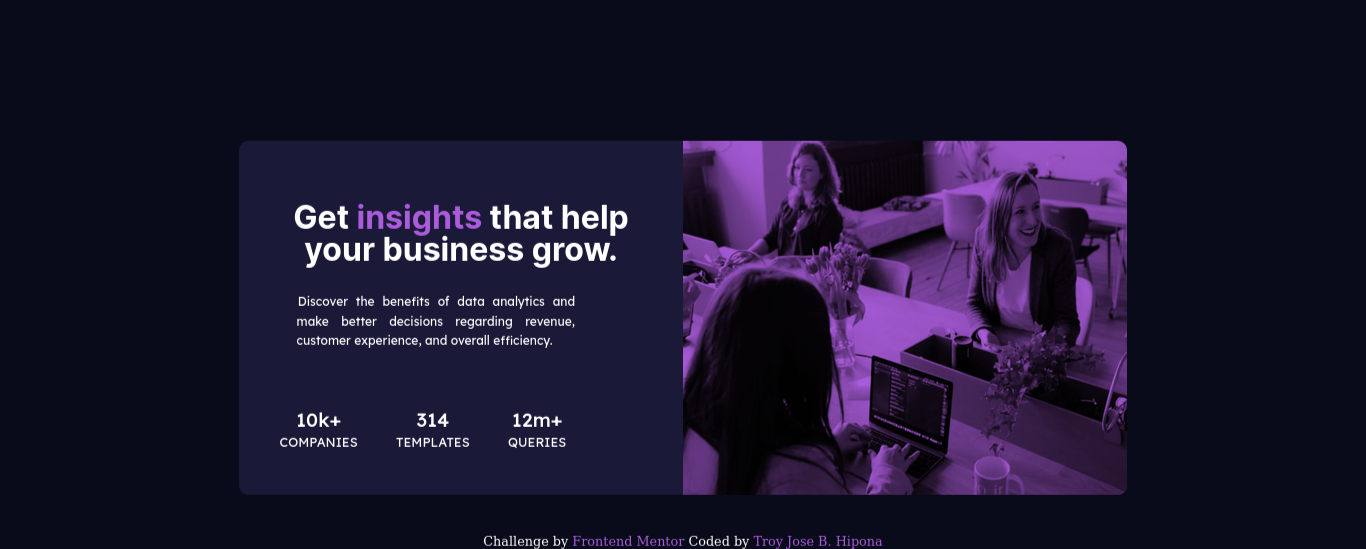 Get insights that help
your business grow.
Discover the benefits of data analytics and
make better decisions regarding revenue,
customer experience, and overall efficiency.
10k+ 314 12m+
COMPANIES TEMPLATES QUERIES
Challenge by Frontend Mentor Coded by Troy Jose B. Hipona